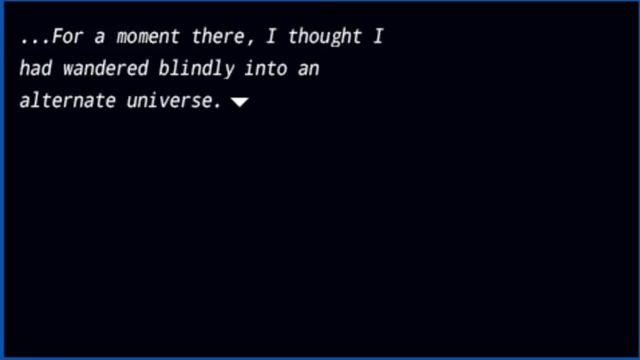 ...For a moment there, I thought I
had wandered blindly into an
alternate universe.